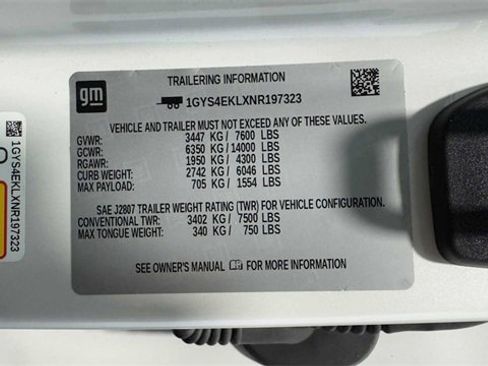 gm
TRAILERING INFORMATION
1GYS4EKLXNR197323
VEHICLE AND TRAILER MUST NOT EXCEED ANY OF THESE VALUES.
GVWR: 3447 KG / 7600 LBS
GCWR: 6350 KG / 14000 LBS
RGAWR: 1950 KG / 4300 LBS
CURB WEIGHT: 2742 KG / 6046 LBS
MAX PAYLOAD: 705 KG / 1554 LBS
SAE J2807 TRAILER WEIGHT RATING (TWR) FOR VEHICLE CONFIGURATION.
CONVENTIONAL TWR: 3402 KG / 7500 LBS
MAX TONGUE WEIGHT: 340 KG / 750 LBS
SEE OWNER'S MANUAL FOR MORE INFORMATION
1GYS4EKLXNR197323